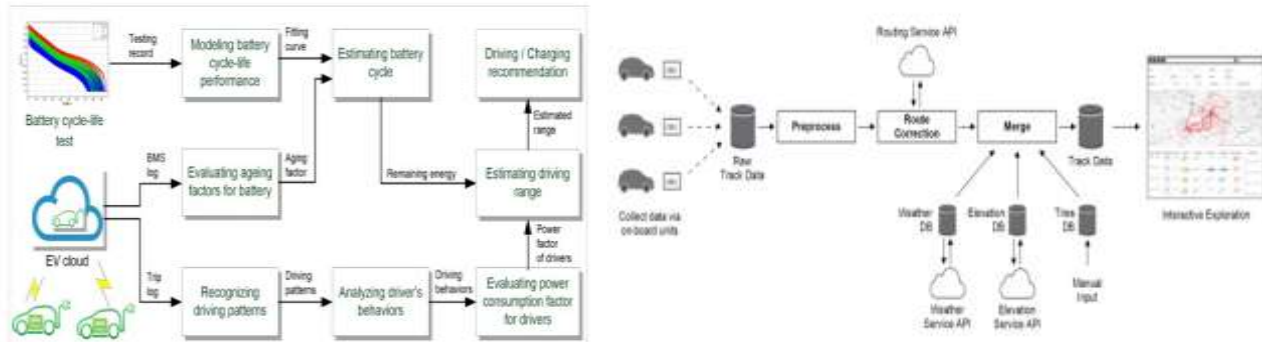 Testing
record
Modeling battery
cycle-life
performance
Fitting
curve
Estimating battery
cycle
Driving / Charging
recommendation
Battery cycle-life
test
BMS
log
Evaluating ageing
factors for battery
Aging
factor
Remaining energy
Estimated
range
Estimating driving
range
EV cloud
Trip
log
Recognizing
driving patterns
Driving
patterns
Analyzing driver's
behaviors
Driving
behaviors
Power
factor
of drivers
Evaluating power
consumption factor
for drivers
Routing Service API
Collect data via
on-board units
Raw
Track Data
Preprocess
Route
Correction
Merge
Track Data
Interactive Exploration
Weather
DB
Elevation
DB
Tires
DB
Weather
Service API
Elevation
Service API
Manual
Input